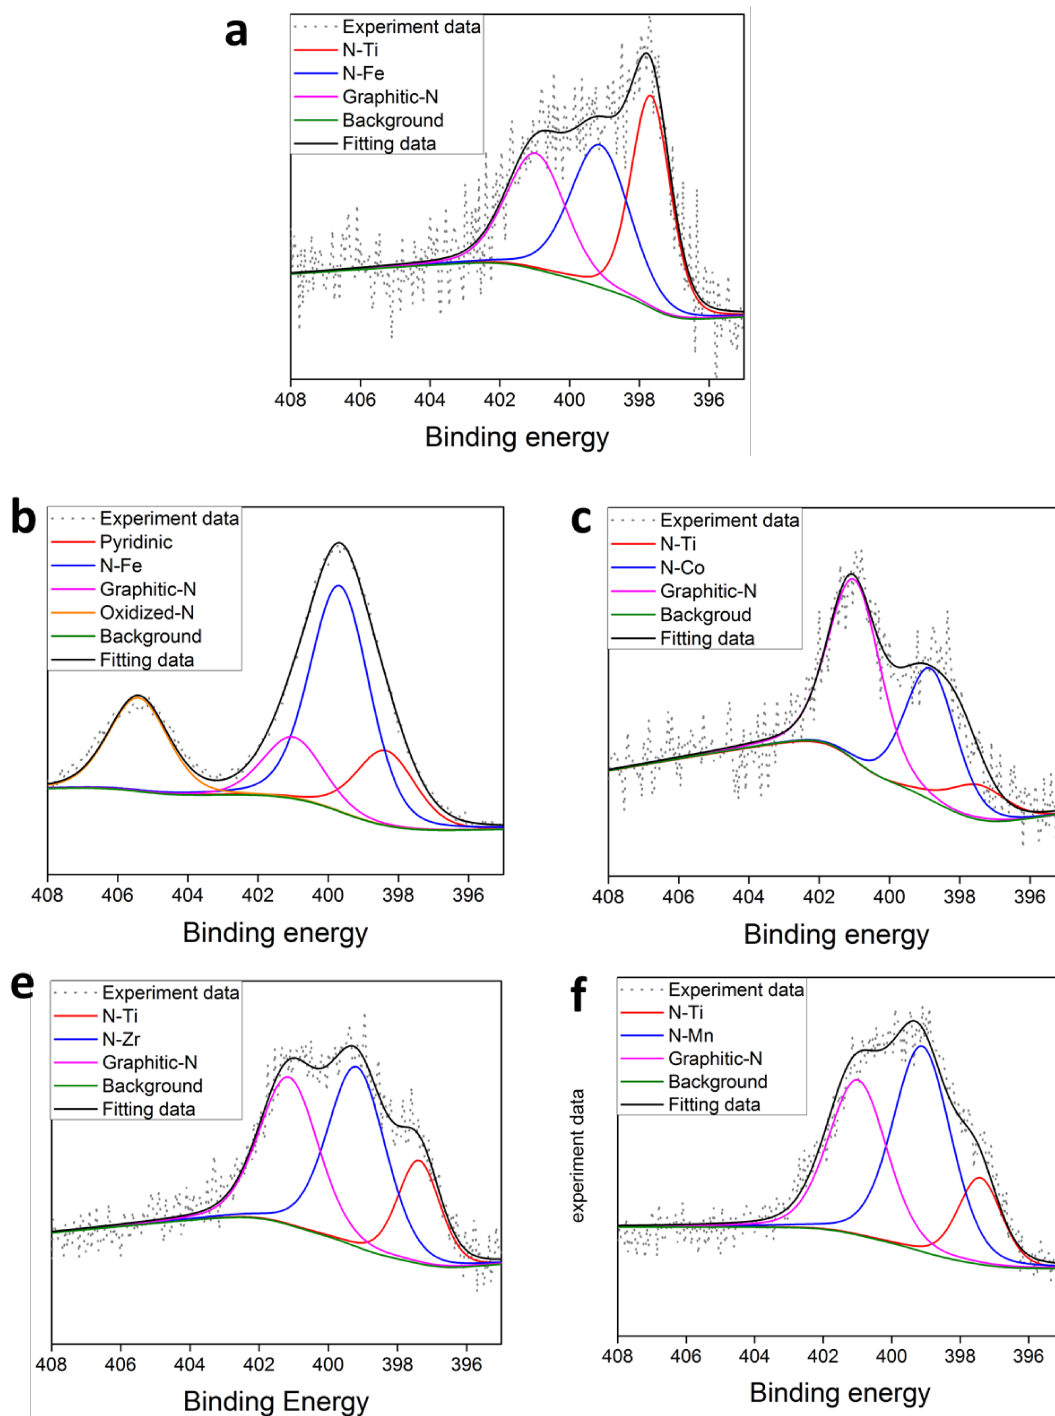 a
Experiment data
N-Ti
N-Fe
Graphitic-N
Background
Fitting data
408 406 404 402 400 398 396
Binding energy
b
Experiment data
Pyridinic
N-Fe
Graphitic-N
Oxidized-N
Background
Fitting data
408 406 404 402 400 398 396
Binding energy
c
Experiment data
N-Ti
N-Co
Graphitic-N
Backgroud
Fitting data
408 406 404 402 400 398 396
Binding energy
e
Experiment data
N-Ti
N-Zr
Graphitic-N
Background
Fitting data
408 406 404 402 400 398 396
Binding Energy
f
Experiment data
N-Ti
N-Mn
Graphitic-N
Background
Fitting data
experiment data
408 406 404 402 400 398 396
Binding energy